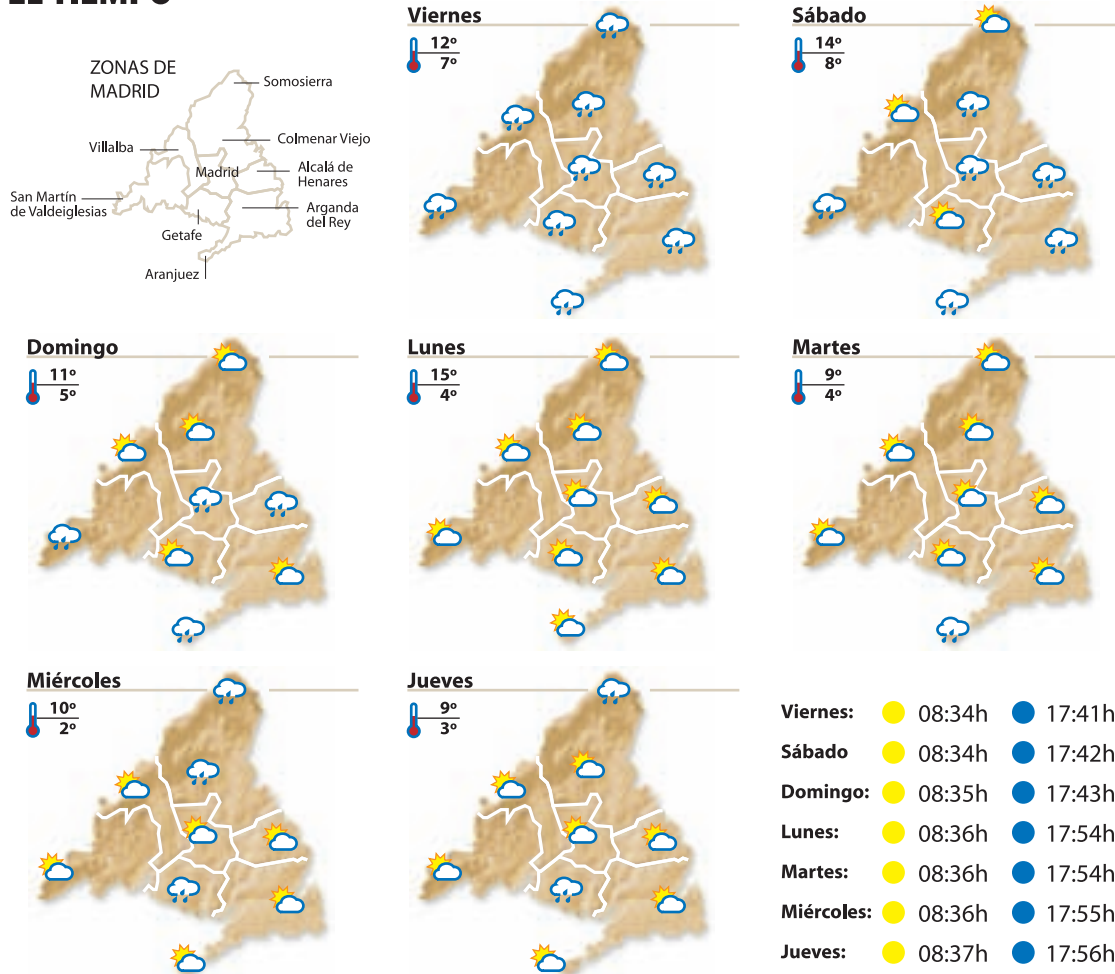 EL TIEMPO
ZONAS DE
MADRID
Somosierra
Colmenar Viejo
Villalba
Madrid
Alcalá de
Henares
San Martín
de Valdeiglesias
Arganda
del Rey
Getafe
Aranjuez
Viernes
12º
7º
Sábado
14º
8º
Domingo
11º
5º
Lunes
15º
4º
Martes
9º
4º
Miércoles
10º
2º
Jueves
9º
3º
Viernes: 08:34h 17:41h
Sábado 08:34h 17:42h
Domingo: 08:35h 17:43h
Lunes: 08:36h 17:54h
Martes: 08:36h 17:54h
Miércoles: 08:36h 17:55h
Jueves: 08:37h 17:56h